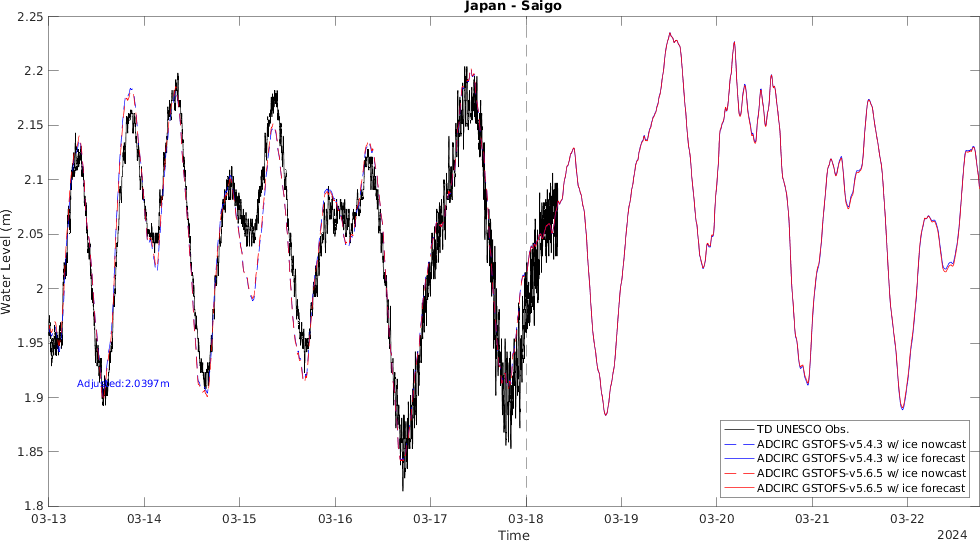 Japan - Saigo
2.25
2.2
2.15
2.1
2.05
2
1.95
1.9
1.85
1.8
Water Level (m)
Adjusted:2.0397m
TD UNESCO Obs.
ADCIRC GSTOFS-v5.4.3 w/ ice nowcast
ADCIRC GSTOFS-v5.4.3 w/ ice forecast
ADCIRC GSTOFS-v5.6.5 w/ ice nowcast
ADCIRC GSTOFS-v5.6.5 w/ ice forecast
03-13 03-14 03-15 03-16 03-17 03-18 03-19 03-20 03-21 03-22
Time
2024